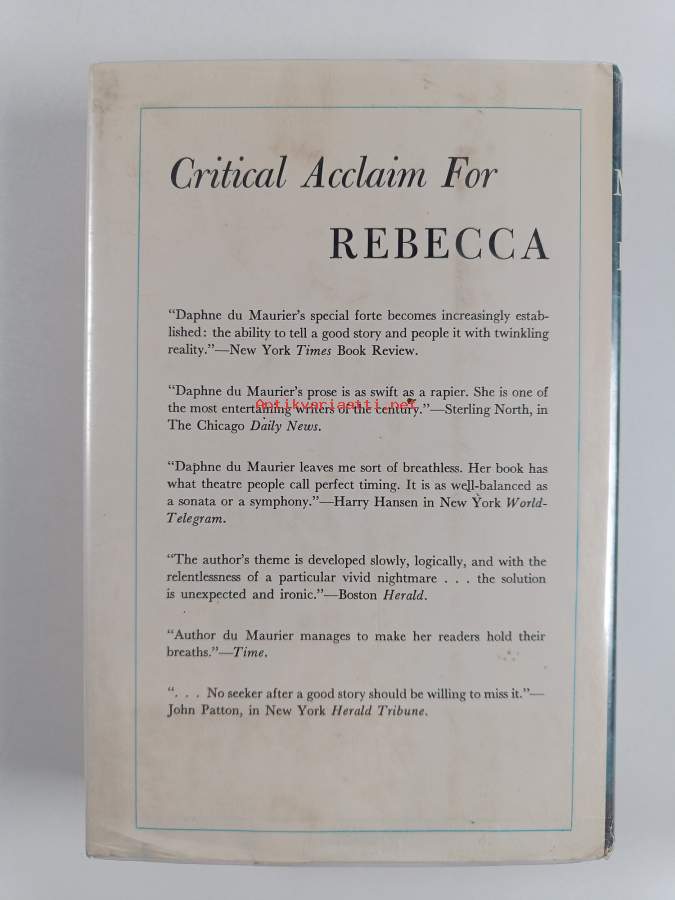 Critical Acclaim For
REBECCA
“Daphne du Maurier’s special forte becomes increasingly estab-
lished: the ability to tell a good story and people it with twinkling
reality.”—New York Times Book Review.
“Daphne du Maurier’s prose is as swift as a rapier. She is one of
the most entertaining writers of the century.”—Sterling North, in
The Chicago Daily News.
Antikvariaatti.net
“Daphne du Maurier leaves me sort of breathless. Her book has
what theatre people call perfect timing. It is as well-balanced as
a sonata or a symphony.”—Harry Hansen in New York World-
Telegram.
“The author’s theme is developed slowly, logically, and with the
relentlessness of a particular vivid nightmare . . . the solution
is unexpected and ironic.”—Boston Herald.
“Author du Maurier manages to make her readers hold their
breaths.”—Time.
“. . . No seeker after a good story should be willing to miss it.”—
John Patton, in New York Herald Tribune.